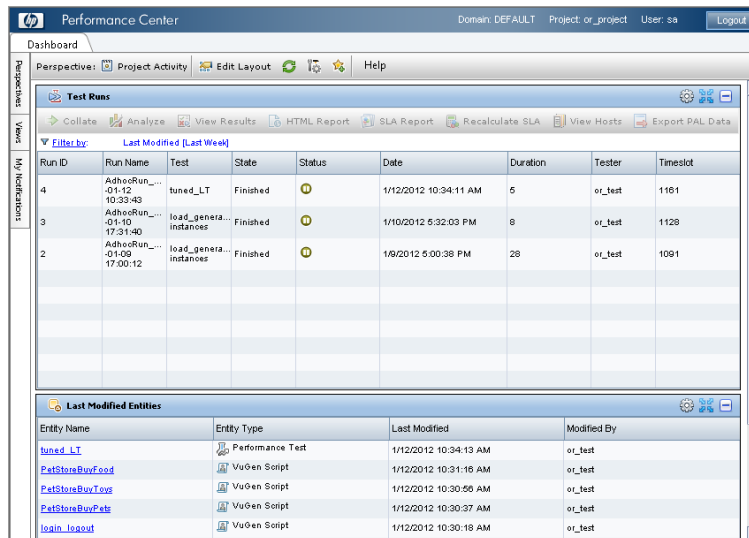 hp Performance Center Domain: DEFAULT Project: or_project User: sa Logout
Dashboard
Perspective: Project Activity Edit Layout Help
Perspectives
Views
My Notifications
Test Runs
Collate Analyze View Results HTML Report SLA Report Recalculate SLA View Hosts Export PAL Data
Filter by: Last Modified [Last Week]
Run ID Run Name Test State Status Date Duration Tester Timeslot
4 AdhocRun_... -01-12 10:33:43 tuned_LT Finished 1/12/2012 10:34:11 AM 5 or_test 1161
3 AdhocRun_... -01-10 17:31:40 load_genera... instances Finished 1/10/2012 5:32:03 PM 8 or_test 1128
2 AdhocRun_... -01-09 17:00:12 load_genera... instances Finished 1/9/2012 5:00:38 PM 28 or_test 1091
Last Modified Entities
Entity Name Entity Type Last Modified Modified By
tuned_LT Performance Test 1/12/2012 10:34:13 AM or_test
PetStoreBuyFood VuGen Script 1/12/2012 10:31:16 AM or_test
PetStoreBuyToys VuGen Script 1/12/2012 10:30:56 AM or_test
PetStoreBuyPets VuGen Script 1/12/2012 10:30:37 AM or_test
login_logout VuGen Script 1/12/2012 10:30:18 AM or_test